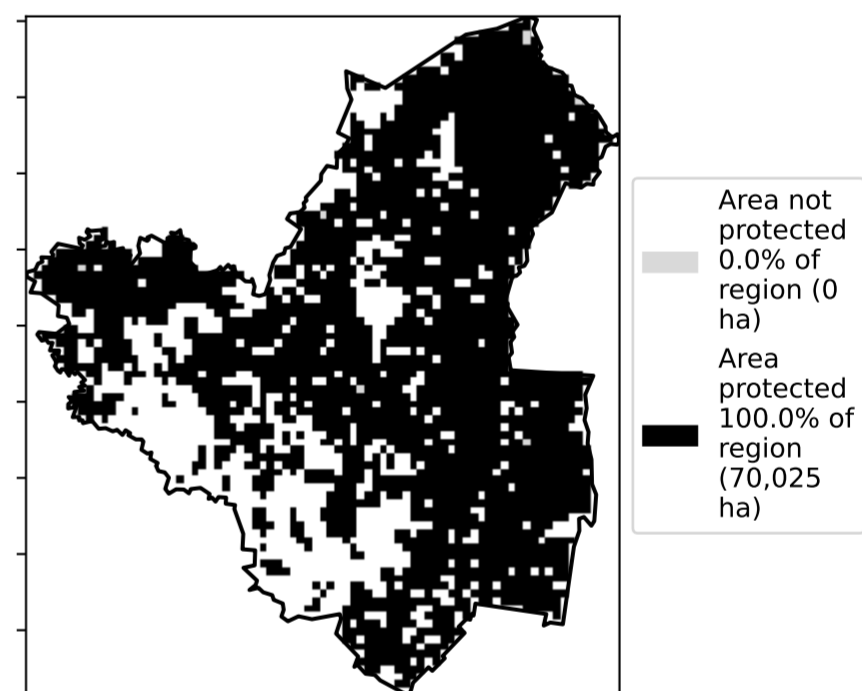 Area not
protected
0.0% of
region (0
ha)
Area
protected
100.0% of
region
(70,025
ha)